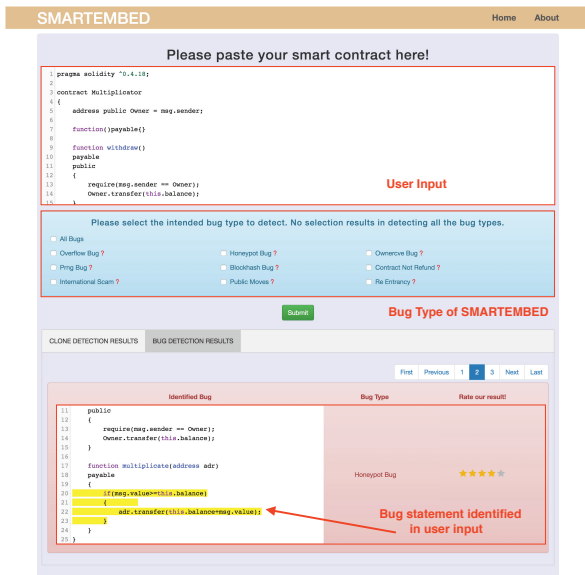 SMARTEMBED
Home About
Please paste your smart contract here!
1 pragma solidity ^0.4.18;
2
3 contract Multiplicator
4 {
5 address public Owner = msg.sender;
6
7 function()payable{}
8
9 function withdraw()
10 payable
11 public
12 {
13 require(msg.sender == Owner);
14 Owner.transfer(this.balance);
15 }
User Input
Please select the intended bug type to detect. No selection results in detecting all the bug types.
All Bugs
Overflow Bug ? Honeypot Bug ? Ownercve Bug ?
Prng Bug ? Blockhash Bug ? Contract Not Refund ?
International Scam ? Public Moves ? Re Entrancy ?
Submit
Bug Type of SMARTEMBED
CLONE DETECTION RESULTS BUG DETECTION RESULTS
First Previous 1 2 3 Next Last
Identified Bug Bug Type Rate our result!
11 public
12 {
13 require(msg.sender == Owner);
14 Owner.transfer(this.balance);
15 }
16
17 function multiplicate(address adr)
18 payable
19 {
20 if(msg.value>=this.balance)
21 {
22 adr.transfer(this.balance+msg.value);
23 }
24 }
25 }
Honeypot Bug
Bug statement identified
in user input